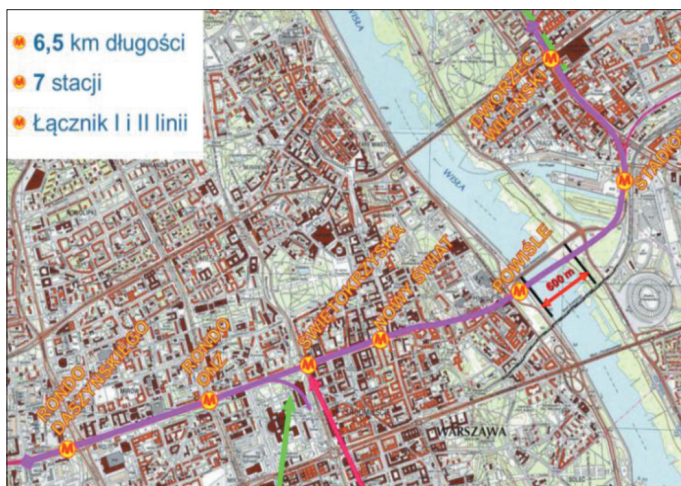 6,5 km długości
7 stacji
Łącznik I i II linii
WISŁA
DWORZEC
WILEŃSKI
STADION
WISŁA
POWIŚLE
600 m
ŚWIĘTOKRZYSKA
NOWY ŚWIAT
RONDO
ONZ
RONDO
DASZYŃSKIEGO
WARSZAWA
SOLEC